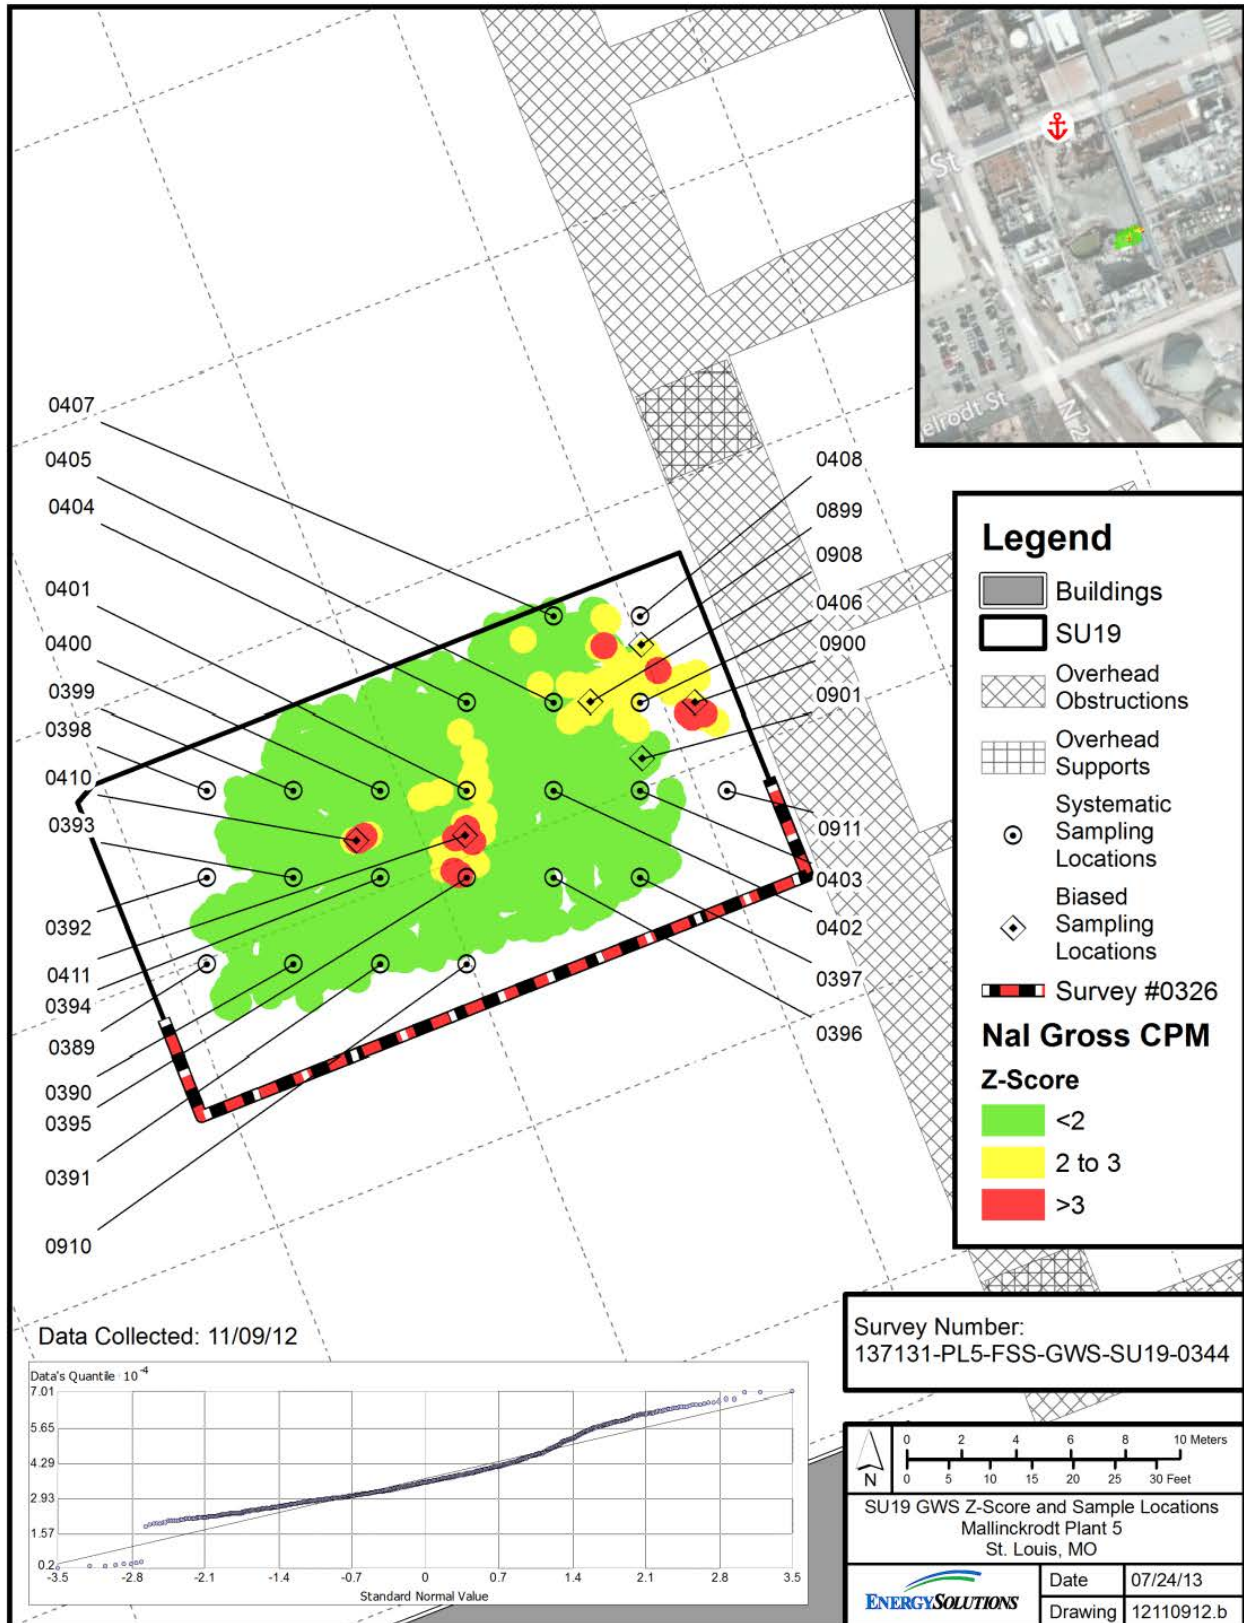 St
elrodt St
N 2
0407
0405
0404
0401
0400
0399
0398
0410
0393
0392
0411
0394
0389
0390
0395
0391
0910
0408
0899
0908
0406
0900
0901
0911
0403
0402
0397
0396
Legend
Buildings
SU19
Overhead
Obstructions
Overhead
Supports
Systematic
Sampling
Locations
Biased
Sampling
Locations
Survey #0326
NaI Gross CPM
Z-Score
<2
2 to 3
>3
Data Collected: 11/09/12
Data's Quantile 10-4
7.01
5.65
4.29
2.93
1.57
0.2
-3.5 -2.8 -2.1 -1.4 -0.7 0 0.7 1.4 2.1 2.8 3.5
Standard Normal Value
Survey Number:
137131-PL5-FSS-GWS-SU19-0344
N
0 2 4 6 8 10 Meters
0 5 10 15 20 25 30 Feet
SU19 GWS Z-Score and Sample Locations
Mallinckrodt Plant 5
St. Louis, MO
ENERGYSOLUTIONS
Date 07/24/13
Drawing 12110912.b